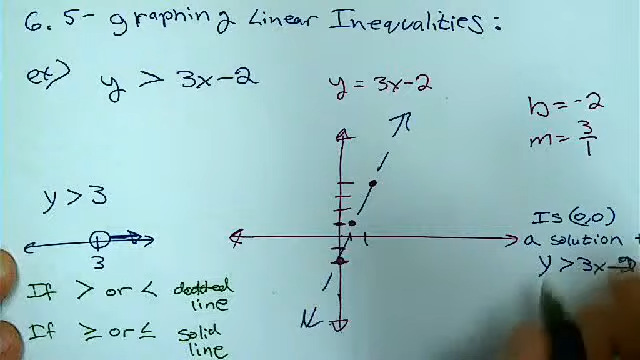 6.5- graphing Linear Inequalities:
ex) y > 3x-2
y = 3x-2
b = -2
m = 3/1
y > 3
3
1
Is (0,0)
a solution
y > 3x-2
If > or < dotted
line
If ≥ or ≤ solid
line